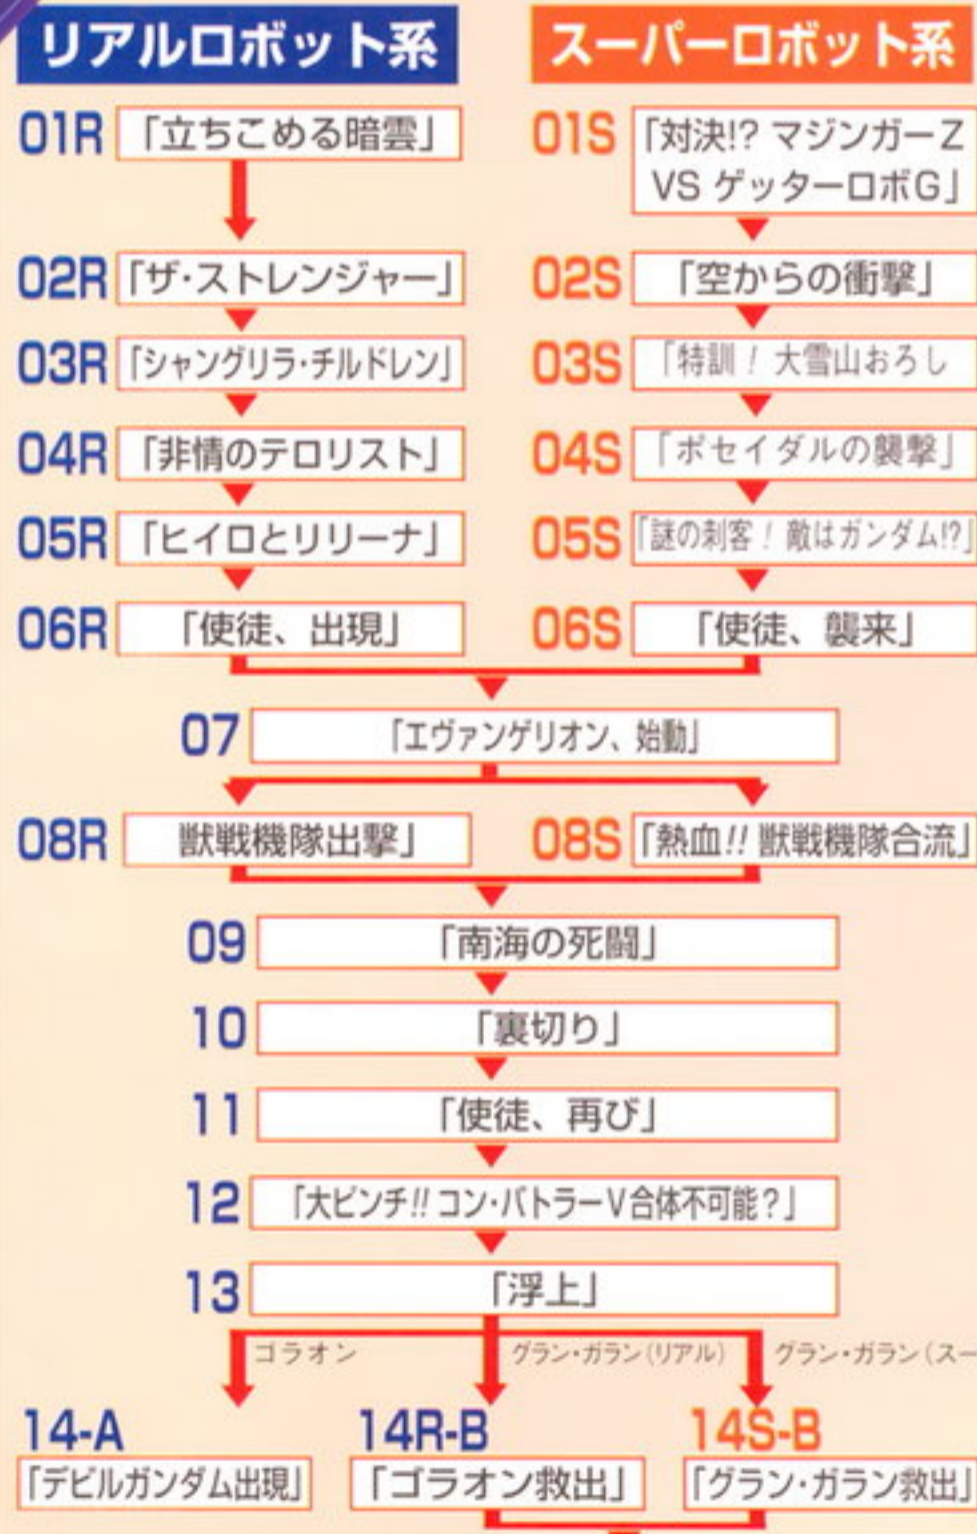 リアルロボット系
スーパーロボット系
01R 「立ちこめる暗雲」
01S 「対決!? マジンガーZ
VS ゲッターロボG」
02R 「ザ・ストレンジャー」
02S 「空からの衝撃」
03R 「シャングリラ・チルドレン」
03S 「特訓！大雪山おろし
04R 「非情のテロリスト」
04S 「ポセイダルの襲撃」
05R 「ヒイロとリリーナ」
05S 「謎の刺客！敵はガンダム!?」
06R 「使徒、出現」
06S 「使徒、襲来」
07 「エヴァンゲリオン、始動」
08R 獣戦機隊出撃」
08S 「熱血!! 獣戦機隊合流」
09 「南海の死闘」
10 「裏切り」
11 「使徒、再び」
12 「大ピンチ!! コン・バトラーV合体不可能？」
13 「浮上」
ゴラオン
グラン・ガラン(リアル)
グラン・ガラン(スー
14-A
14R-B
14S-B
「デビルガンダム出現」
「ゴラオン救出」
「グラン・ガラン救出」